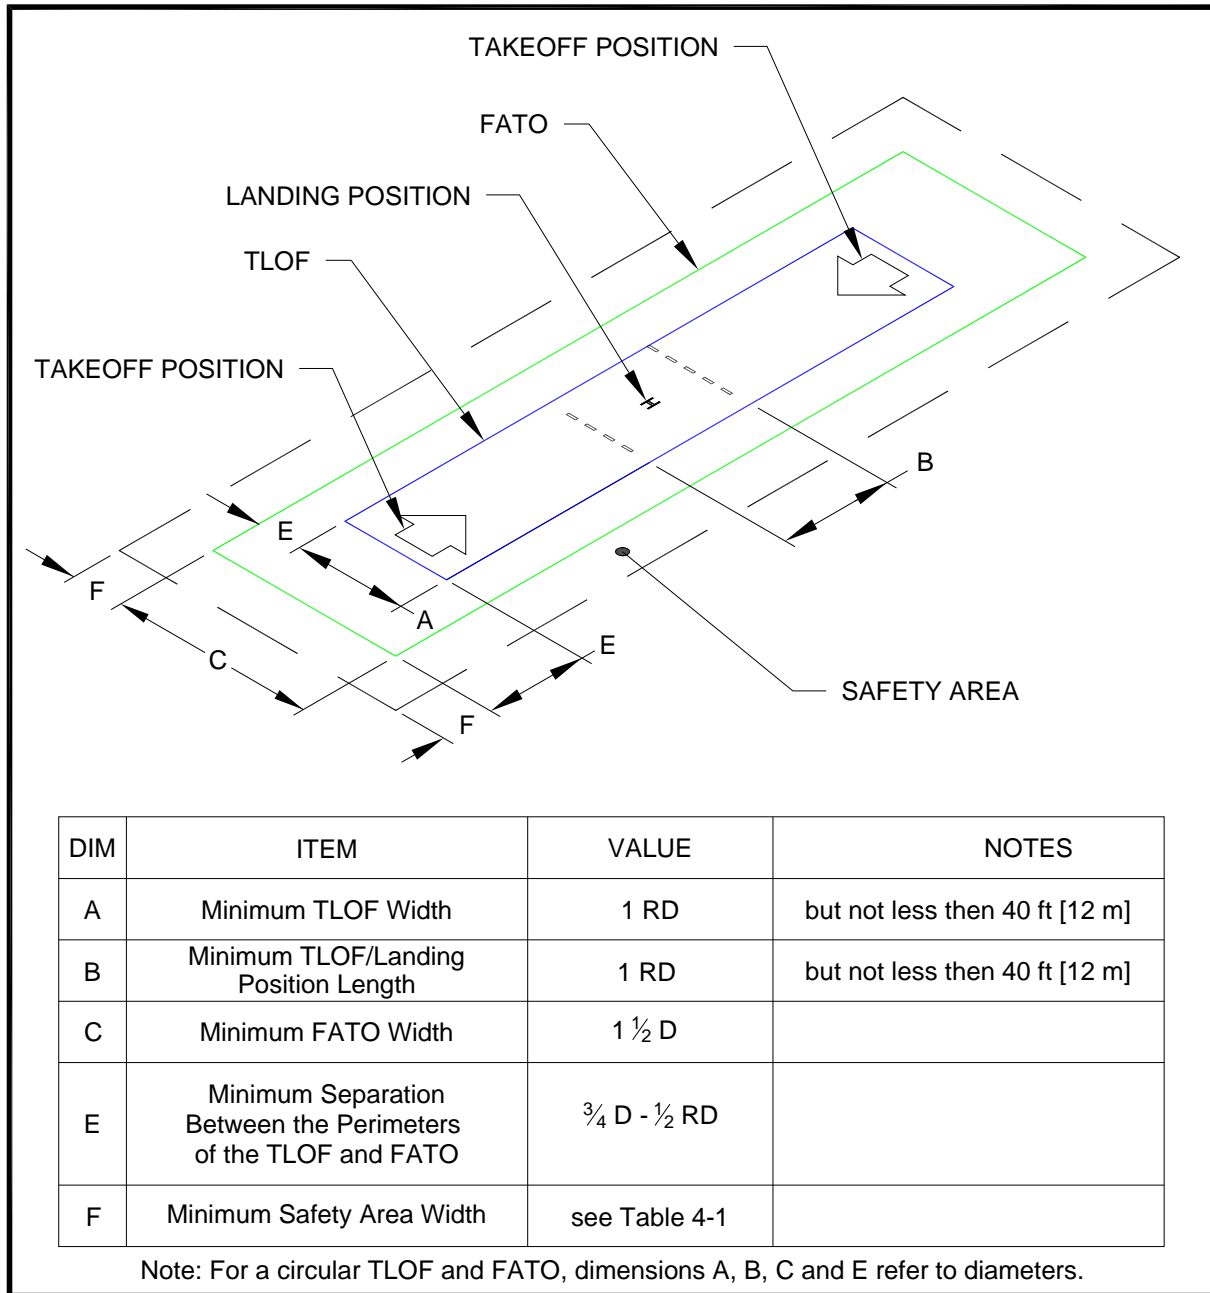 TAKEOFF POSITION
FATO
LANDING POSITION
TLOF
TAKEOFF POSITION
H
B
E
F
A
C
E
F
SAFETY AREA
DIM ITEM VALUE NOTES
A Minimum TLOF Width 1 RD but not less then 40 ft [12 m]
B Minimum TLOF/Landing
Position Length 1 RD but not less then 40 ft [12 m]
C Minimum FATO Width 1 ½ D
E Minimum Separation
Between the Perimeters
of the TLOF and FATO ¾ D - ½ RD
F Minimum Safety Area Width see Table 4-1
Note: For a circular TLOF and FATO, dimensions A, B, C and E refer to diameters.